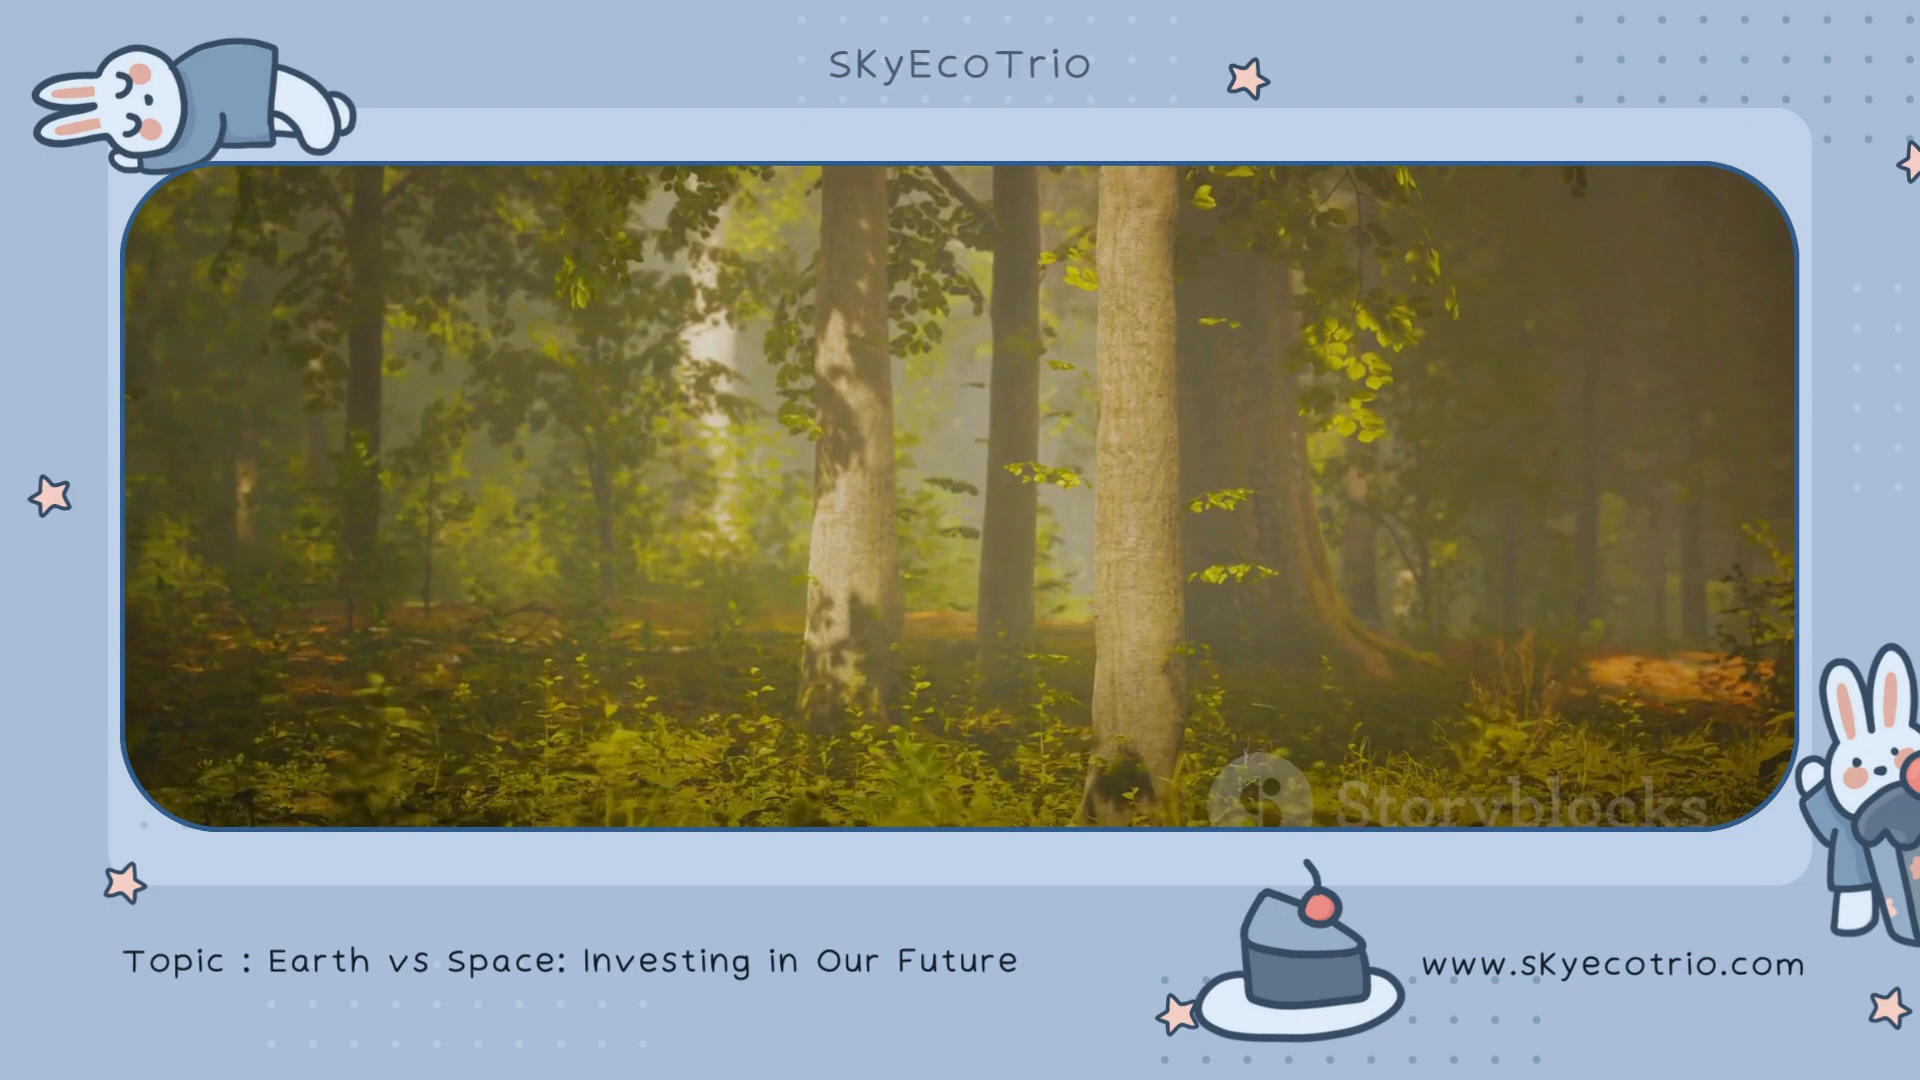 SKyEcoTrio
Storyblocks
Topic : Earth vs Space: Investing in Our Future
www.skyecotrio.com